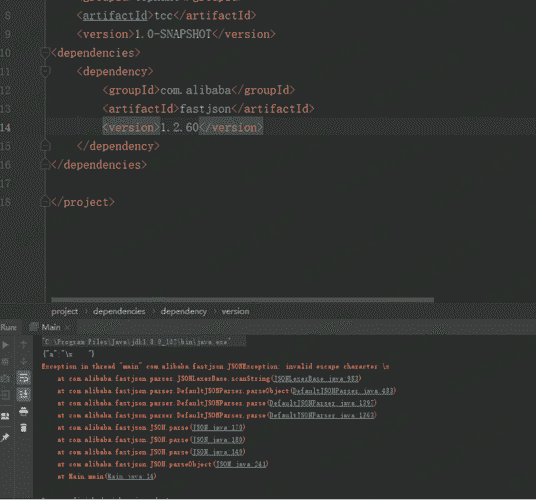 8 <artifactId>tcc</artifactId>
9 <version>1.0-SNAPSHOT</version>
10 <dependencies>
11 <dependency>
12 <groupId>com.alibaba</groupId>
13 <artifactId>fastjson</artifactId>
14 <version>1.2.60</version>
15 </dependency>
16 </dependencies>
17
18 </project>
project › dependencies › dependency › version
Run: Main ×
"C:\Program Files\Java\jdk1.8.0_\bin\java.exe" ...
Exception in thread "main" com.alibaba.fastjson.JSONException: invalid escape character \x
at com.alibaba.fastjson.parser.JSONLexerBase.scanString(JSONLexerBase.java:983)
at com.alibaba.fastjson.parser.DefaultJSONParser.parseObject(DefaultJSONParser.java:483)
at com.alibaba.fastjson.parser.DefaultJSONParser.parse(DefaultJSONParser.java:1397)
at com.alibaba.fastjson.parser.DefaultJSONParser.parse(DefaultJSONParser.java:1363)
at com.alibaba.fastjson.JSON.parse(JSON.java:170)
at com.alibaba.fastjson.JSON.parse(JSON.java:180)
at com.alibaba.fastjson.JSON.parse(JSON.java:149)
at com.alibaba.fastjson.JSON.parseObject(JSON.java:241)
at Main.main(Main.java:14)